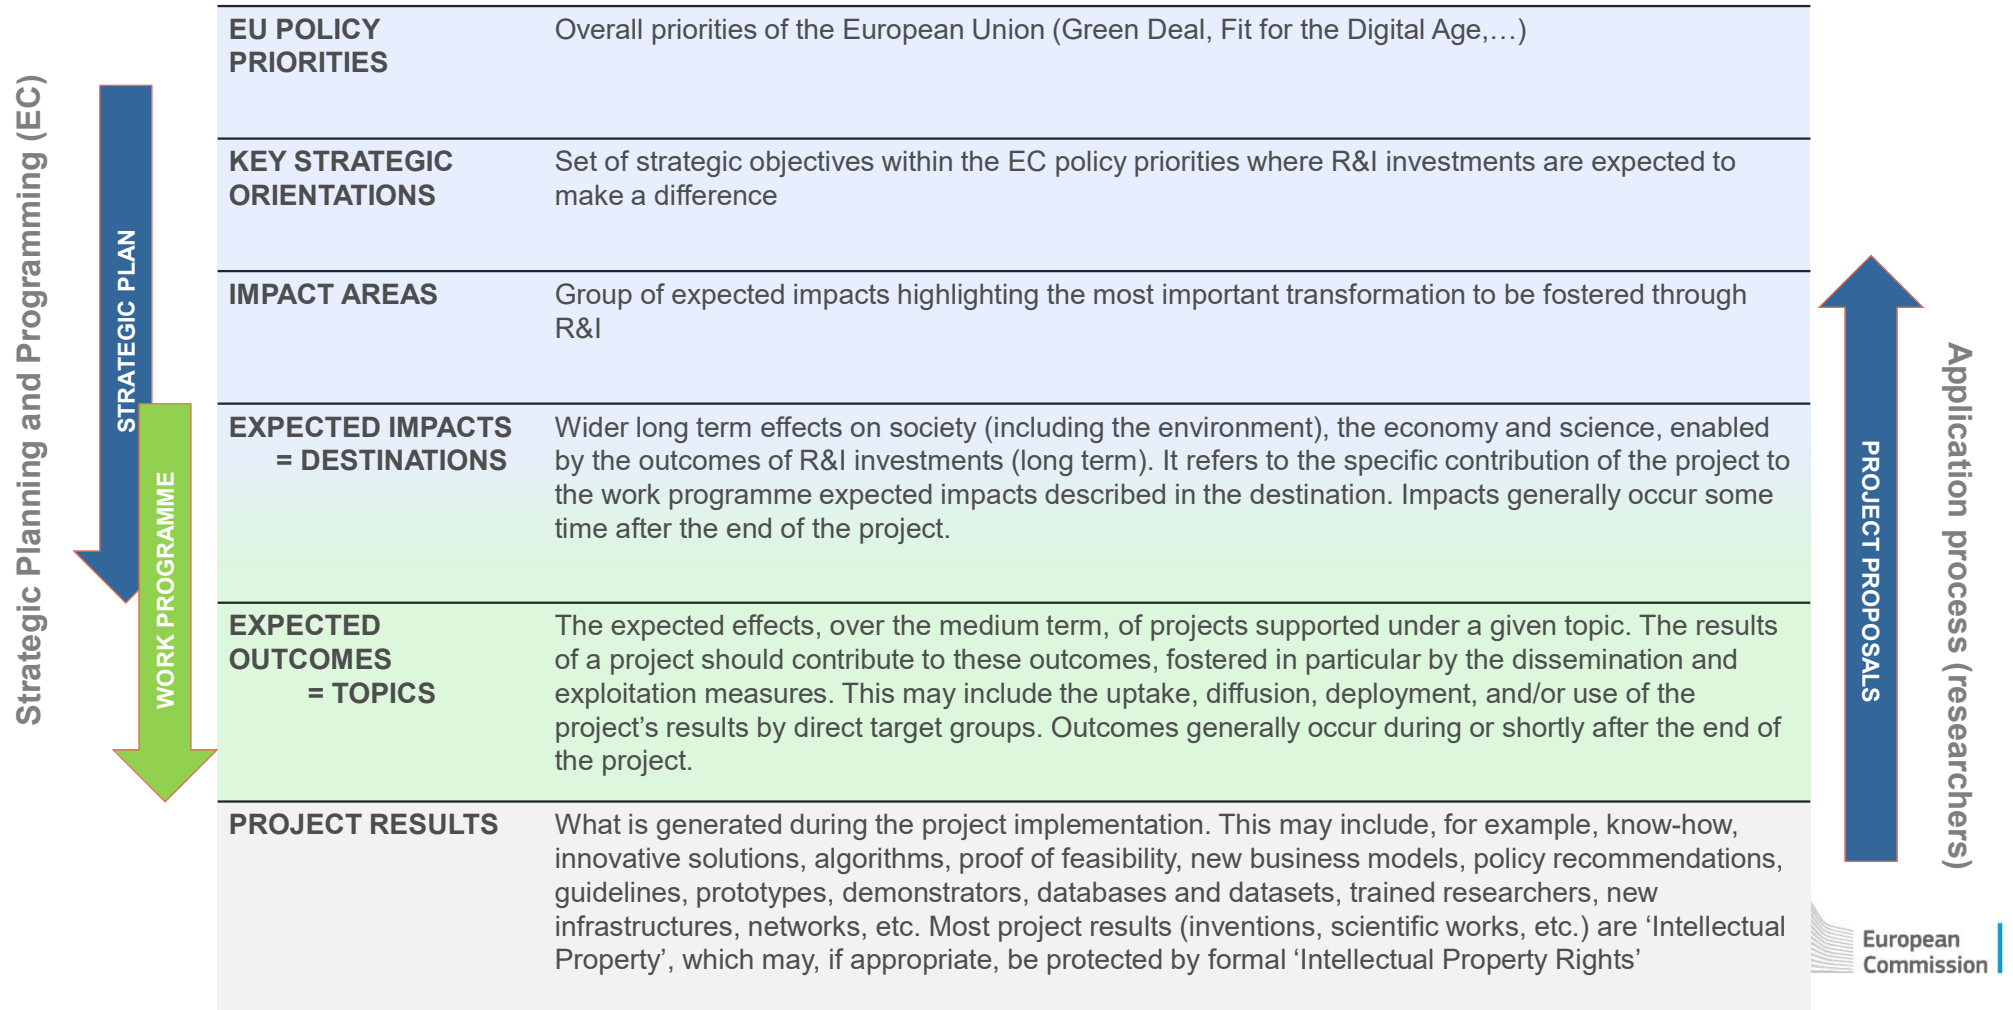 Strategic Planning and Programming (EC)
STRATEGIC PLAN
WORK PROGRAMME
EU POLICY
PRIORITIES
Overall priorities of the European Union (Green Deal, Fit for the Digital Age,…)
KEY STRATEGIC
ORIENTATIONS
Set of strategic objectives within the EC policy priorities where R&I investments are expected to
make a difference
IMPACT AREAS
Group of expected impacts highlighting the most important transformation to be fostered through
R&I
EXPECTED IMPACTS
= DESTINATIONS
Wider long term effects on society (including the environment), the economy and science, enabled
by the outcomes of R&I investments (long term). It refers to the specific contribution of the project to
the work programme expected impacts described in the destination. Impacts generally occur some
time after the end of the project.
EXPECTED
OUTCOMES
= TOPICS
The expected effects, over the medium term, of projects supported under a given topic. The results
of a project should contribute to these outcomes, fostered in particular by the dissemination and
exploitation measures. This may include the uptake, diffusion, deployment, and/or use of the
project’s results by direct target groups. Outcomes generally occur during or shortly after the end of
the project.
PROJECT RESULTS
What is generated during the project implementation. This may include, for example, know-how,
innovative solutions, algorithms, proof of feasibility, new business models, policy recommendations,
guidelines, prototypes, demonstrators, databases and datasets, trained researchers, new
infrastructures, networks, etc. Most project results (inventions, scientific works, etc.) are ‘Intellectual
Property’, which may, if appropriate, be protected by formal ‘Intellectual Property Rights’
PROJECT PROPOSALS
Application process (researchers)
European
Commission